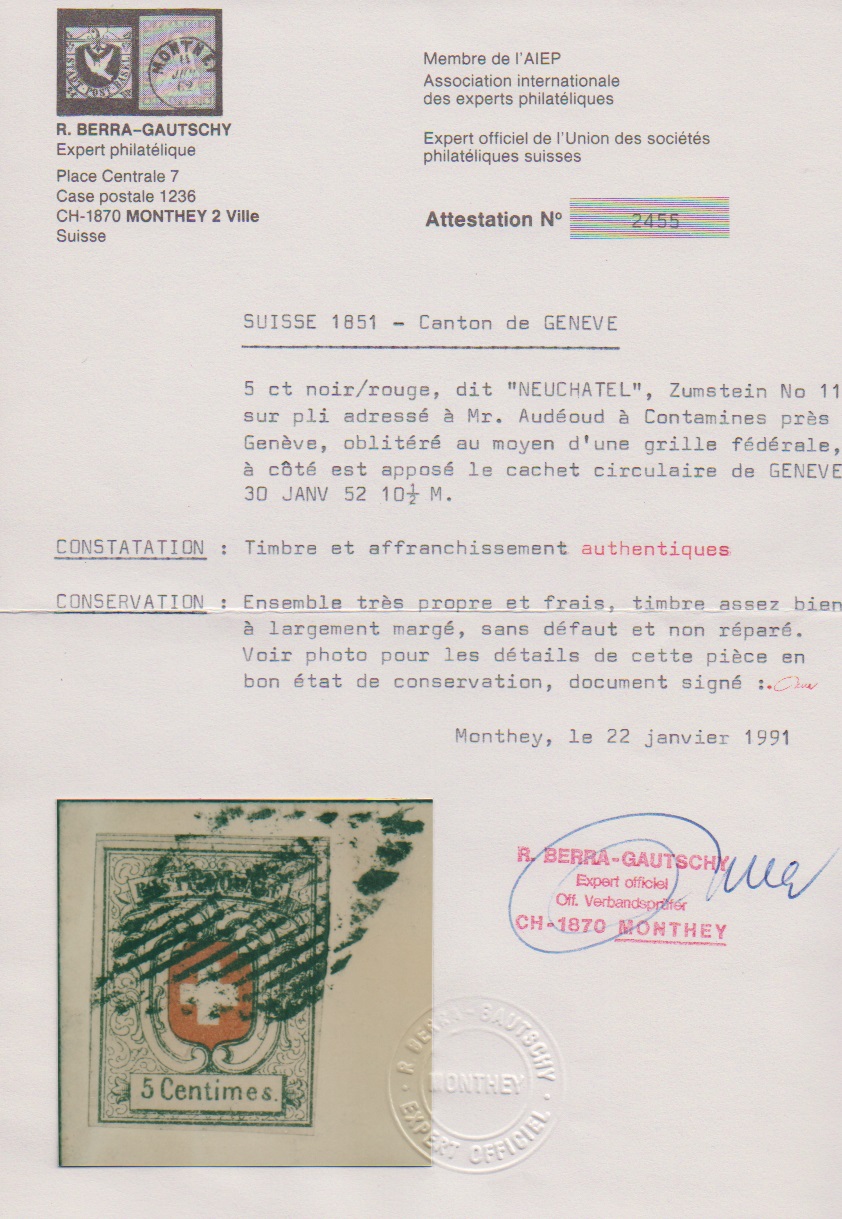 STADT-POST-BASEL
MONTHEY
R. BERRA-GAUTSCHY
Expert philatélique
Place Centrale 7
Case postale 1236
CH-1870 MONTHEY 2 Ville
Suisse
Membre de l'AIEP
Association internationale
des experts philatéliques
Expert officiel de l'Union des sociétés
philatéliques suisses
Attestation Nº 2455
SUISSE 1851 - Canton de GENEVE
5 ct noir/rouge, dit "NEUCHATEL", Zumstein No 11
sur pli adressé à Mr. Audéoud à Contamines près
Genève, oblitéré au moyen d'une grille fédérale,
à côté est apposé le cachet circulaire de GENEVE
30 JANV 52 10½ M.
CONSTATATION : Timbre et affranchissement authentiques
CONSERVATION : Ensemble très propre et frais, timbre assez bien
à largement margé, sans défaut et non réparé.
Voir photo pour les détails de cette pièce en
bon état de conservation, document signé :.
Monthey, le 22 janvier 1991
R. BERRA-GAUTSCHY
Expert officiel
Off. Verbandsprüfer
CH-1870 MONTHEY
5 Centimes.
R. BERRA-GAUTSCHY
MONTHEY
EXPERT OFFICIEL